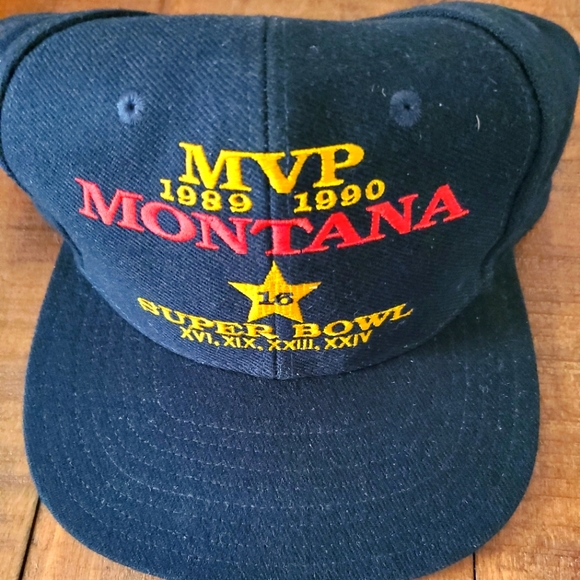 MVP
1989 1990
MONTANA
16
SUPER BOWL
XVI, XIX, XXIII, XXIV